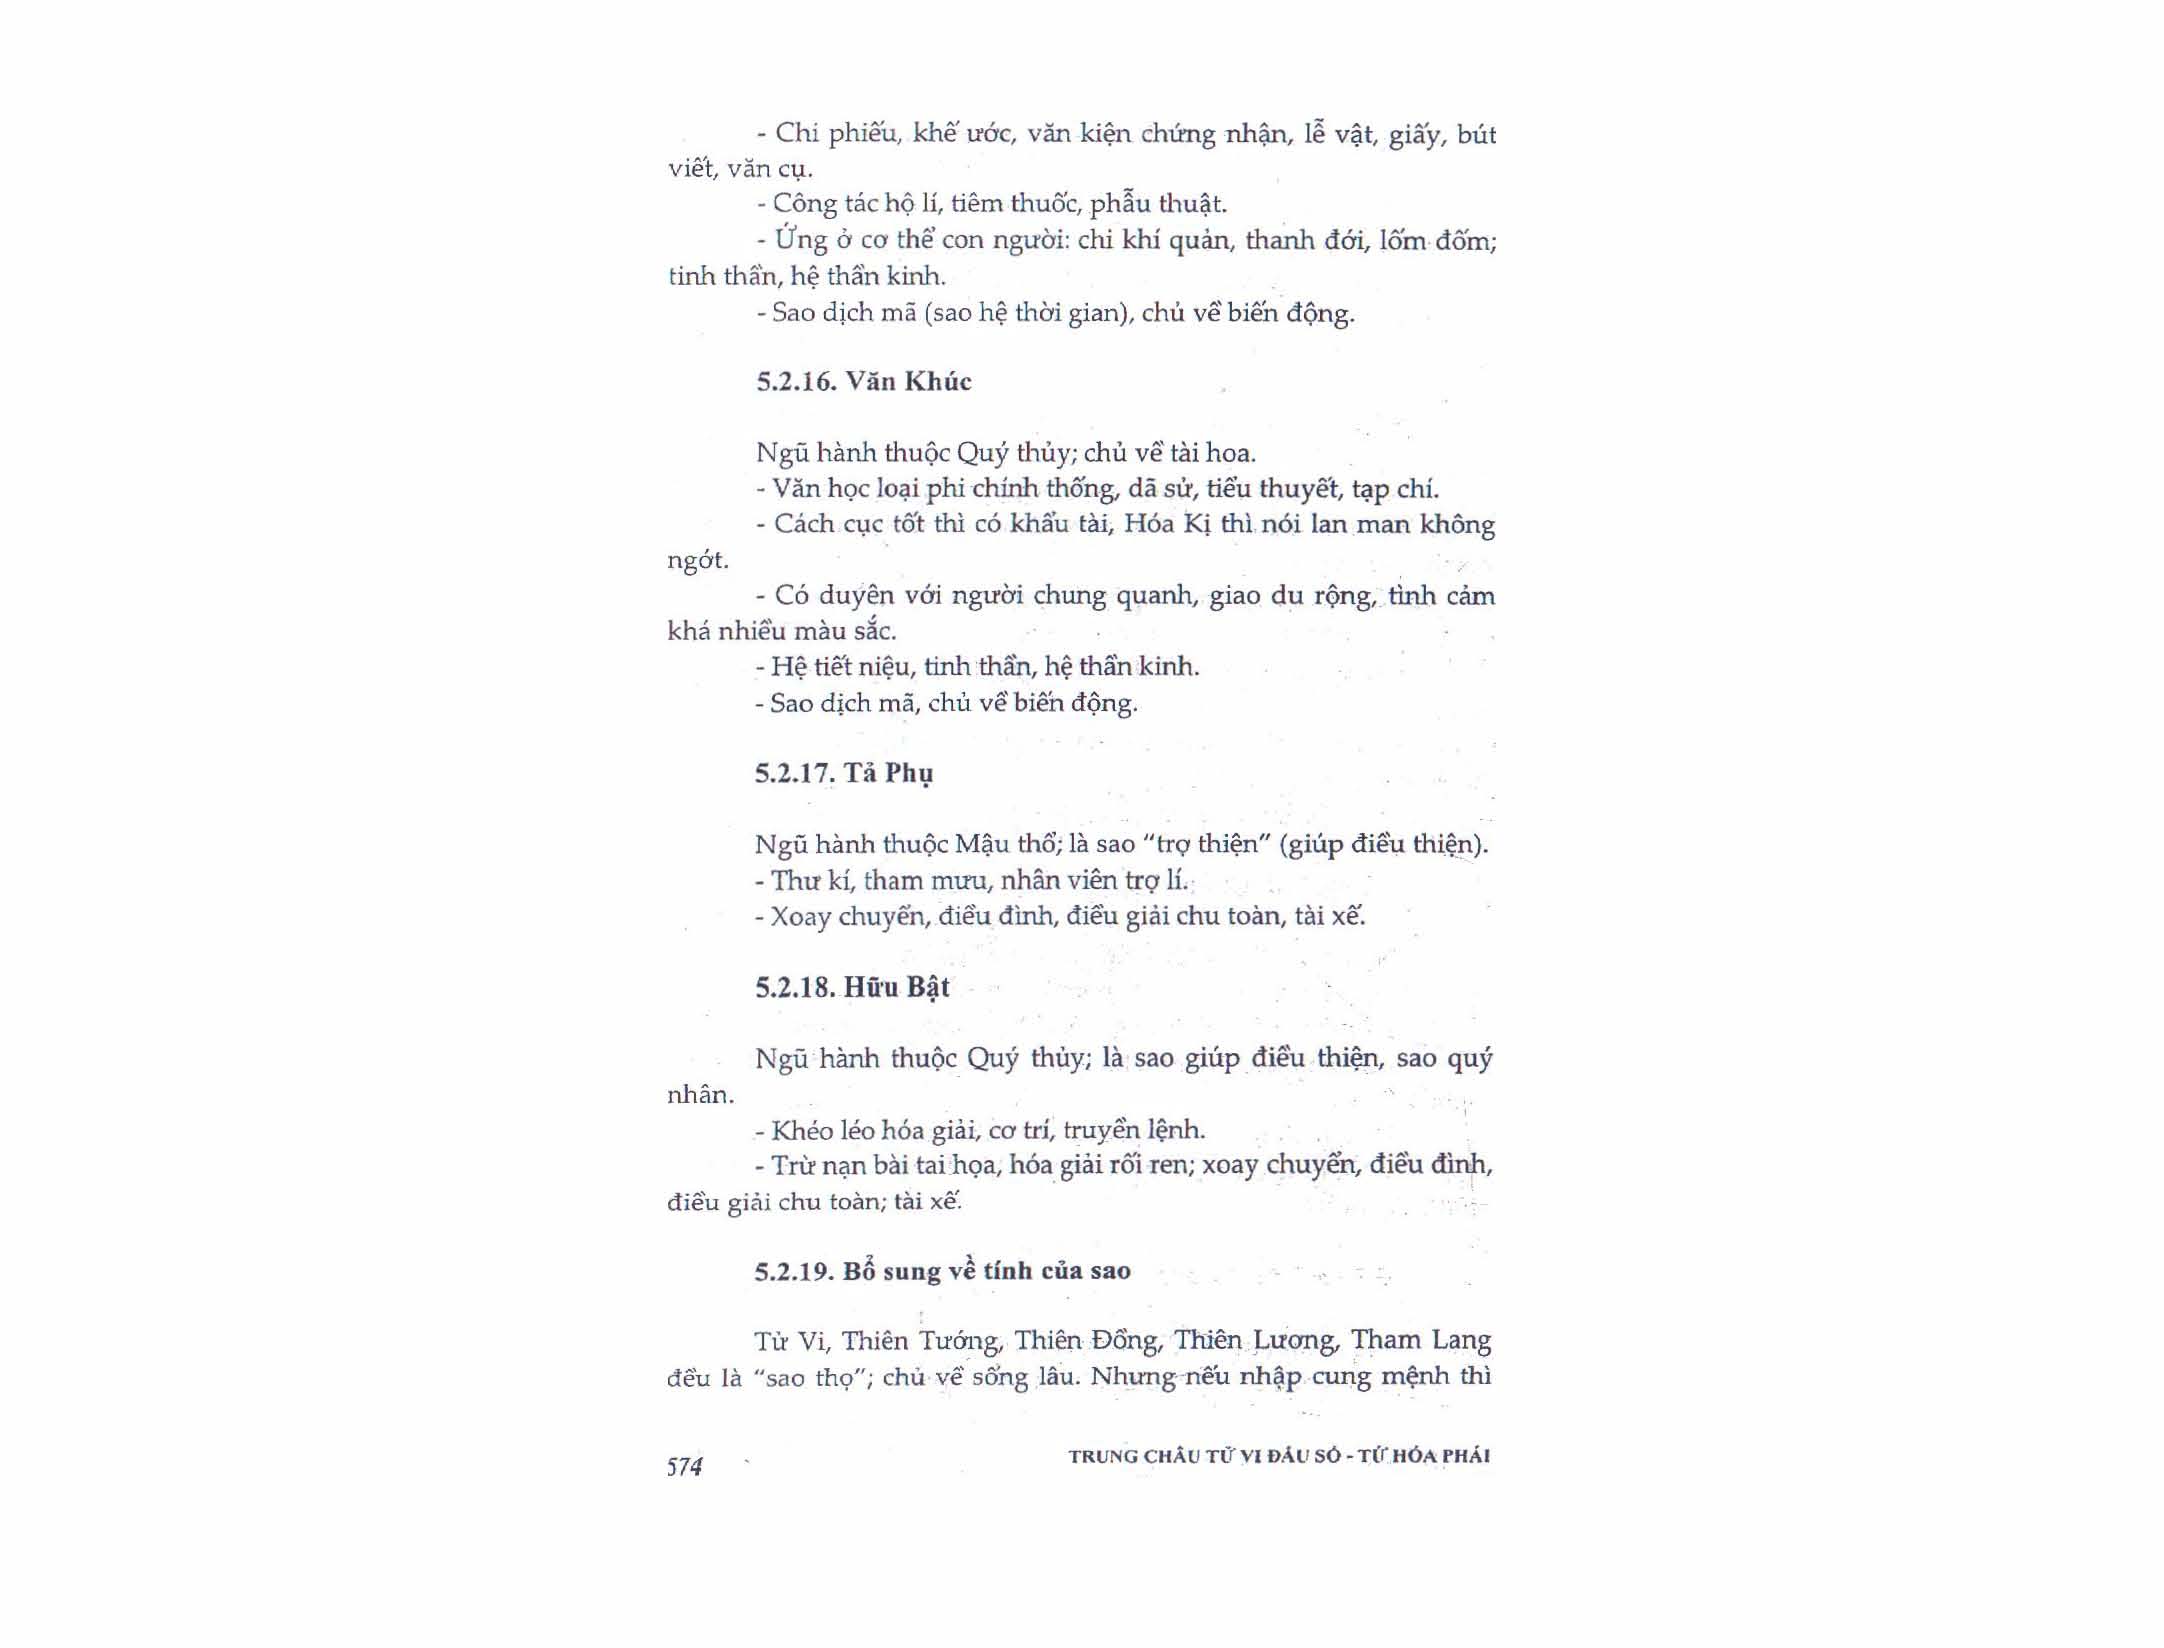 - Chi phiếu, khế ước, văn kiện chứng nhận, lễ vật, giấy, bút
viết, văn cụ.
- Công tác hộ lí, tiêm thuốc, phẫu thuật.
- Ứng ở cơ thể con người: chi khí quản, thanh đới, lốm đốm;
tinh thần, hệ thần kinh.
- Sao dịch mã (sao hệ thời gian), chủ về biến động.
5.2.16. Văn Khúc
Ngũ hành thuộc Quý thủy; chủ về tài hoa.
- Văn học loại phi chính thống, dã sử, tiểu thuyết, tạp chí.
- Cách cục tốt thì có khẩu tài, Hóa Kị thì nói lan man không
ngớt.
- Có duyên với người chung quanh, giao du rộng, tình cảm
khá nhiều màu sắc.
- Hệ tiết niệu, tinh thần, hệ thần kinh.
- Sao dịch mã, chủ về biến động.
5.2.17. Tả Phụ
Ngũ hành thuộc Mậu thổ; là sao "trợ thiện" (giúp điều thiện).
- Thư kí, tham mưu, nhân viên trợ lí.
- Xoay chuyển, điều đình, điều giải chu toàn, tài xế.
5.2.18. Hữu Bật
Ngũ hành thuộc Quý thủy; là sao giúp điều thiện, sao quý
nhân.
- Khéo léo hóa giải, cơ trí, truyền lệnh.
- Trừ nạn bài tai họa, hóa giải rối ren; xoay chuyển, điều đình,
điều giải chu toàn; tài xế.
5.2.19. Bổ sung về tính của sao
Tử Vi, Thiên Tướng, Thiên Đồng, Thiên Lương, Tham Lang
đều là "sao thọ"; chủ về sống lâu. Nhưng nếu nhập cung mệnh thì
574
TRUNG CHÂU TỬ VI ĐẨU SỐ - TỨ HÓA PHÁI